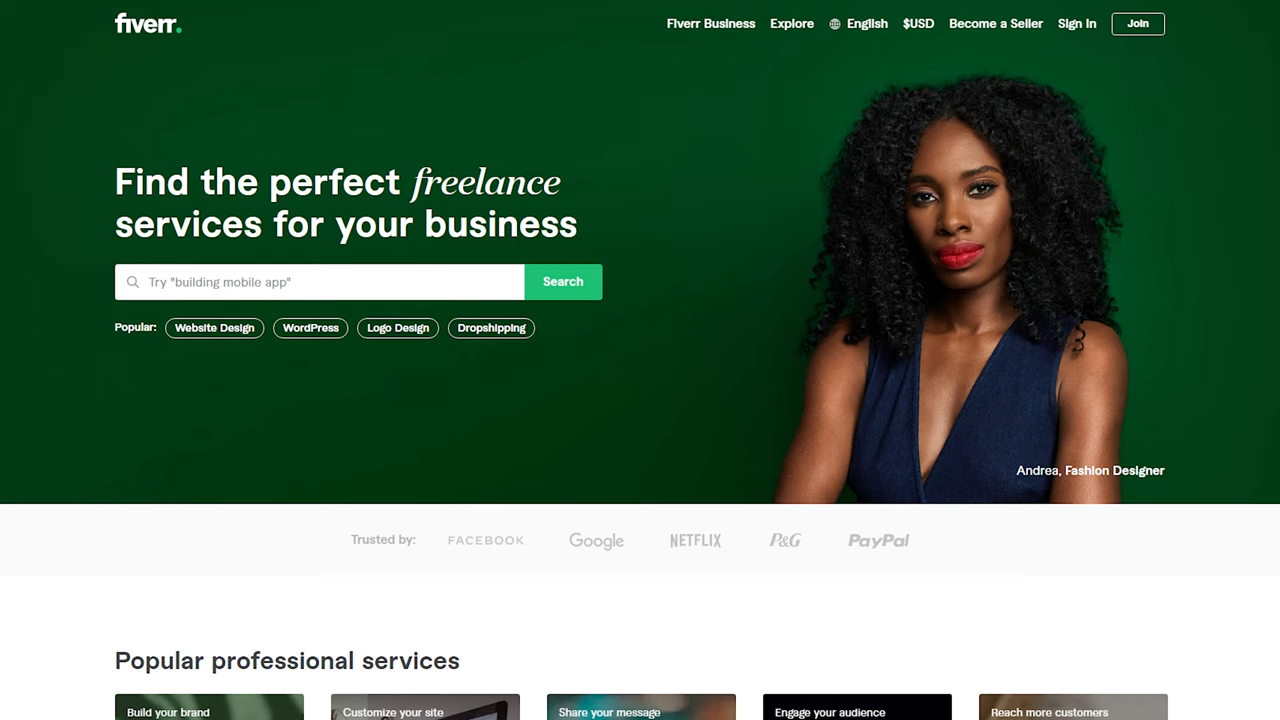 fiverr.
Fiverr Business Explore English $USD Become a Seller Sign In Join
Find the perfect freelance
services for your business
Try "building mobile app" Search
Popular: Website Design WordPress Logo Design Dropshipping
Andrea, Fashion Designer
Trusted by: FACEBOOK Google NETFLIX P&G PayPal
Popular professional services
Build your brand Customize your site Share your message Engage your audience Reach more customers